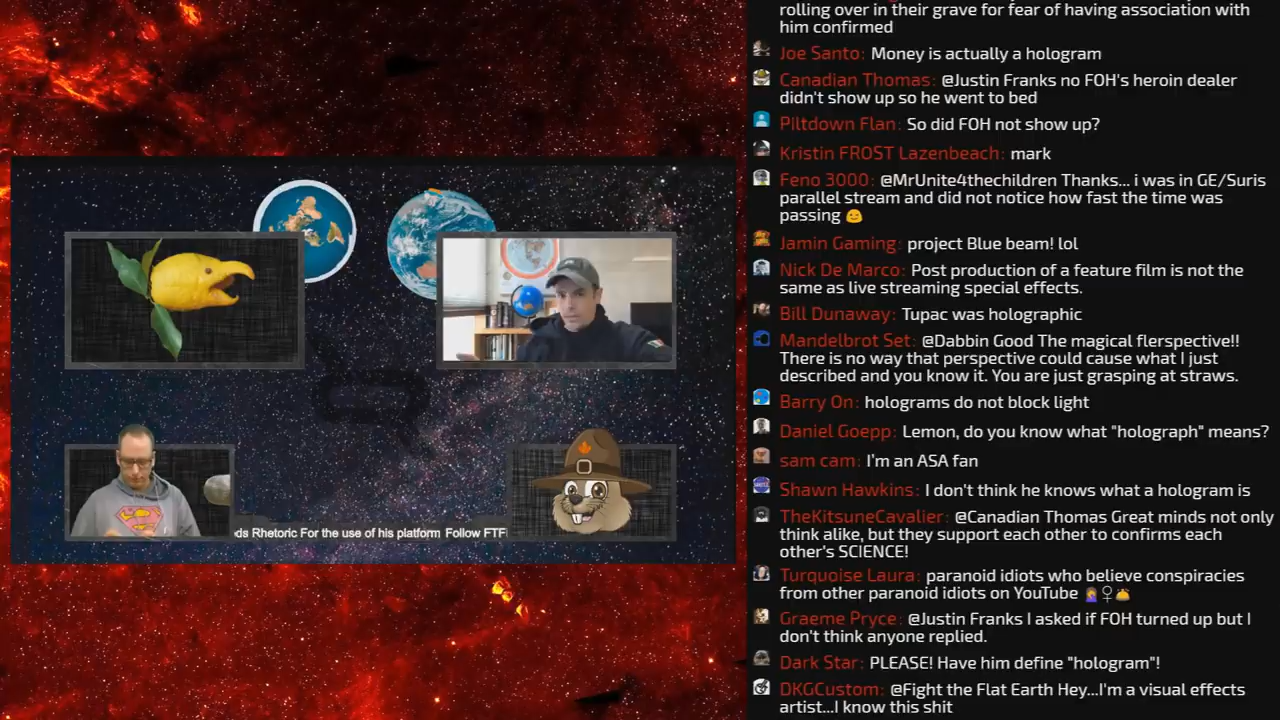 rolling over in their grave for fear of having association with
him confirmed
Joe Santo: Money is actually a hologram
Canadian Thomas: @Justin Franks no FOH's heroin dealer
didn't show up so he went to bed
Piltdown Flan: So did FOH not show up?
Kristin FROST Lazenbeach: mark
Feno 3000: @MrUnite4thechildren Thanks... i was in GE/Suris
parallel stream and did not notice how fast the time was
passing 😊
Jamin Gaming: project Blue beam! lol
Nick De Marco: Post production of a feature film is not the
same as live streaming special effects.
Bill Dunaway: Tupac was holographic
Mandelbrot Set: @Dabbin Good The magical flerspective!!
There is no way that perspective could cause what I just
described and you know it. You are just grasping at straws.
Barry On: holograms do not block light
Daniel Goepp: Lemon, do you know what "holograph" means?
sam cam: I'm an ASA fan
Shawn Hawkins: I don't think he knows what a hologram is
TheKitsuneCavalier: @Canadian Thomas Great minds not only
think alike, but they support each other to confirms each
other's SCIENCE!
Turquoise Laura: paranoid idiots who believe conspiracies
from other paranoid idiots on YouTube 🤦♀🛎
Graeme Pryce: @Justin Franks I asked if FOH turned up but I
don't think anyone replied.
Dark Star: PLEASE! Have him define "hologram"!
DKGCustom: @Fight the Flat Earth Hey...I'm a visual effects
artist...I know this shit
ds Rhetoric For the use of his platform Follow FTF